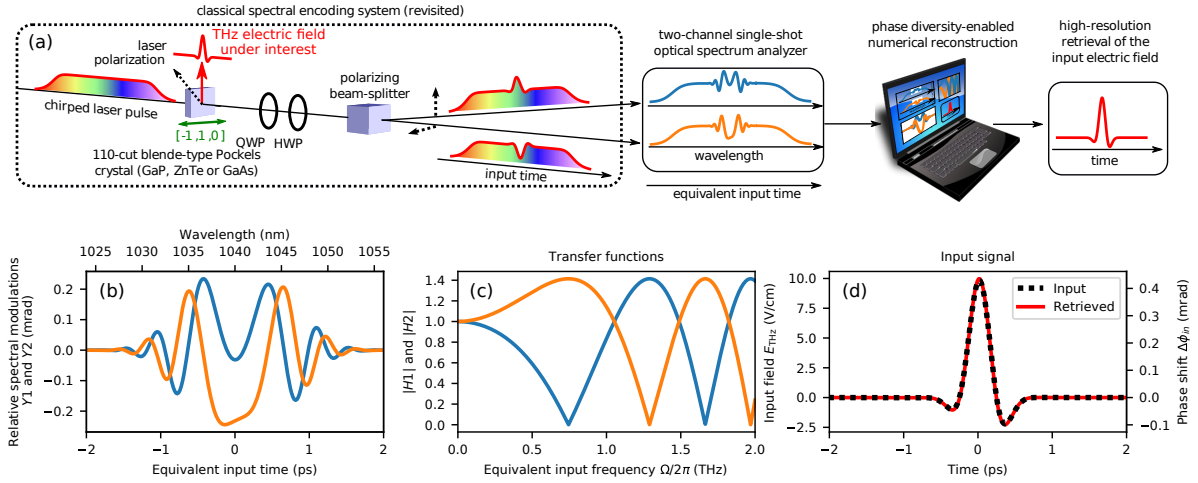 classical spectral encoding system (revisited)
(a)
laser
polarization
THz electric field
under interest
chirped laser pulse
[-1,1,0]
QWP
HWP
polarizing
beam-splitter
110-cut blende-type Pockels
crystal (GaP, ZnTe or GaAs)
input time
two-channel single-shot
optical spectrum analyzer
wavelength
equivalent input time
phase diversity-enabled
numerical reconstruction
high-resolution
retrieval of the
input electric field
time
Wavelength (nm)
1025 1030 1035 1040 1045 1050 1055
(b)
Relative spectral modulations
Y1 and Y2 (mrad)
0.2
0.1
0.0
-0.1
-0.2
-2 -1 0 1 2
Equivalent input time (ps)
Transfer functions
(c)
|H1| and |H2|
1.4
1.2
1.0
0.8
0.6
0.4
0.2
0.0
0.0 0.5 1.0 1.5 2.0
Equivalent input frequency Ω/2π (THz)
Input signal
(d)
Input
Retrieved
Input field E_THz (V/cm)
10.0
7.5
5.0
2.5
0.0
−2.5
Phase shift Δϕ_in (mrad)
0.4
0.3
0.2
0.1
0.0
−0.1
−2 −1 0 1 2
Time (ps)